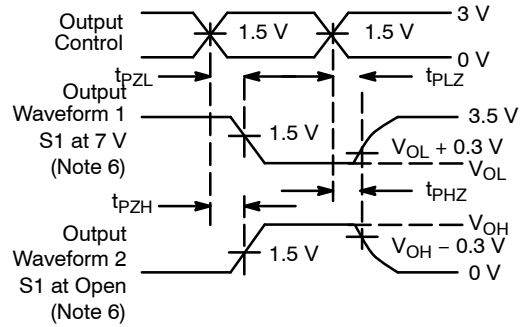 Output
Control
1.5 V
1.5 V
3 V
0 V
tPZL
tPLZ
Output
Waveform 1
S1 at 7 V
(Note 6)
1.5 V
3.5 V
VOL + 0.3 V
VOL
tPZH
tPHZ
Output
Waveform 2
S1 at Open
(Note 6)
1.5 V
VOH
VOH − 0.3 V
0 V